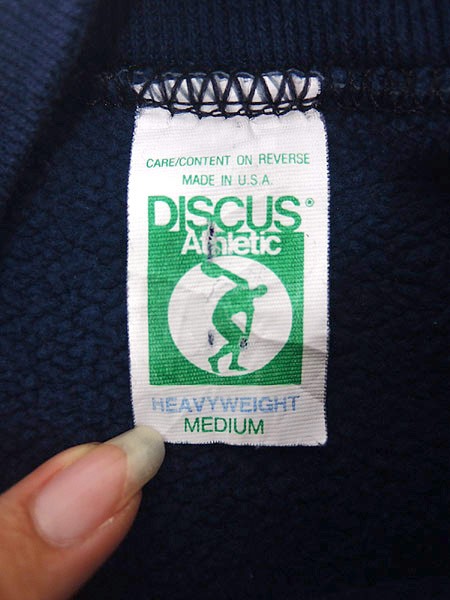 CARE/CONTENT ON REVERSE
MADE IN U.S.A.
DISCUS®
Athletic
HEAVYWEIGHT
MEDIUM